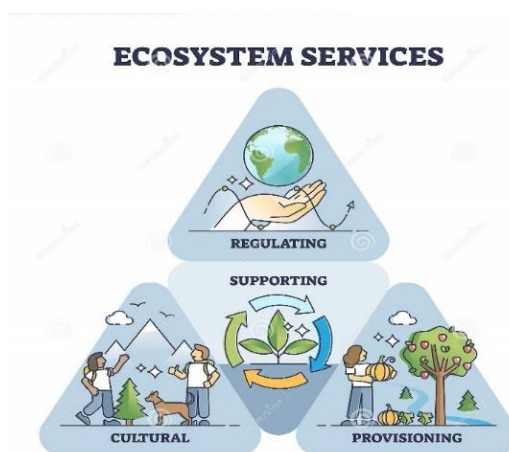 ECOSYSTEM SERVICES
REGULATING
SUPPORTING
CULTURAL
PROVISIONING